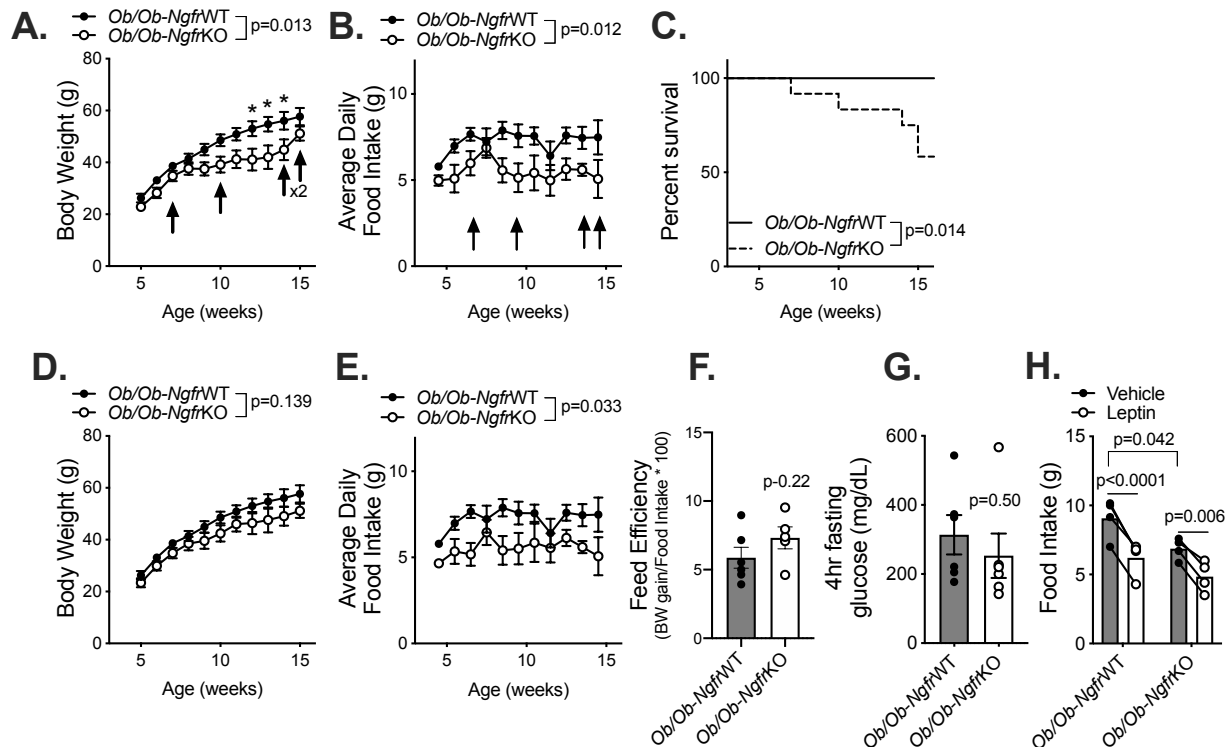 A.
Ob/Ob-NgfrWT
Ob/Ob-NgfrKO
p=0.013
Body Weight (g)
80
60
40
20
0
* * *
x2
5 10 15
Age (weeks)
B.
Ob/Ob-NgfrWT
Ob/Ob-NgfrKO
p=0.012
Average Daily
Food Intake (g)
10
5
0
5 10 15
Age (weeks)
C.
Percent survival
100
50
0
Ob/Ob-NgfrWT
Ob/Ob-NgfrKO
p=0.014
5 10 15
Age (weeks)
D.
Ob/Ob-NgfrWT
Ob/Ob-NgfrKO
p=0.139
Body Weight (g)
80
60
40
20
0
5 10 15
Age (weeks)
E.
Ob/Ob-NgfrWT
Ob/Ob-NgfrKO
p=0.033
Average Daily
Food Intake (g)
10
5
0
5 10 15
Age (weeks)
F.
Feed Efficiency
(BW gain/Food Intake * 100)
15
10
5
0
p-0.22
Ob/Ob-NgfrWT
Ob/Ob-NgfrKO
G.
4hr fasting
glucose (mg/dL)
600
400
200
0
p=0.50
Ob/Ob-NgfrWT
Ob/Ob-NgfrKO
H.
Vehicle
Leptin
Food Intake (g)
15
10
5
0
p=0.042
p<0.0001
p=0.006
Ob/Ob-NgfrWT
Ob/Ob-NgfrKO